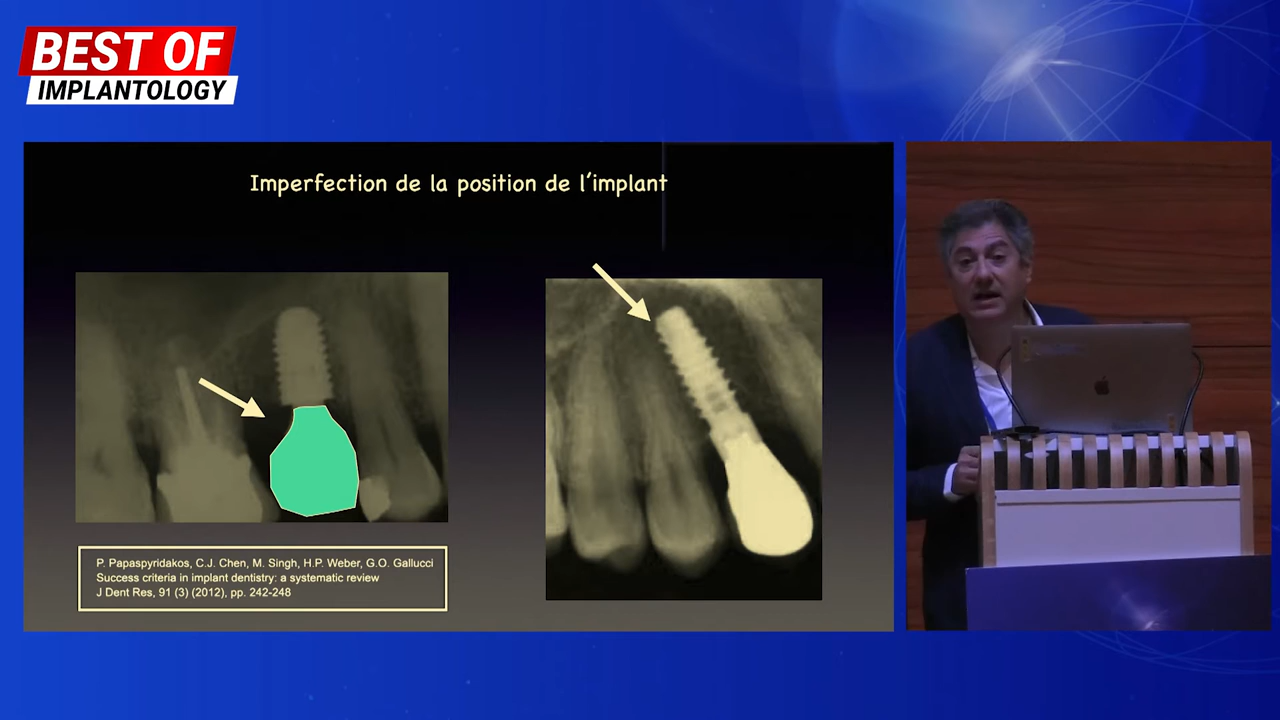 BEST OF
IMPLANTOLOGY
Imperfection de la position de l'implant
P. Papaspyridakos, C.J. Chen, M. Singh, H.P. Weber, G.O. Gallucci
Success criteria in implant dentistry: a systematic review
J Dent Res, 91 (3) (2012), pp. 242-248